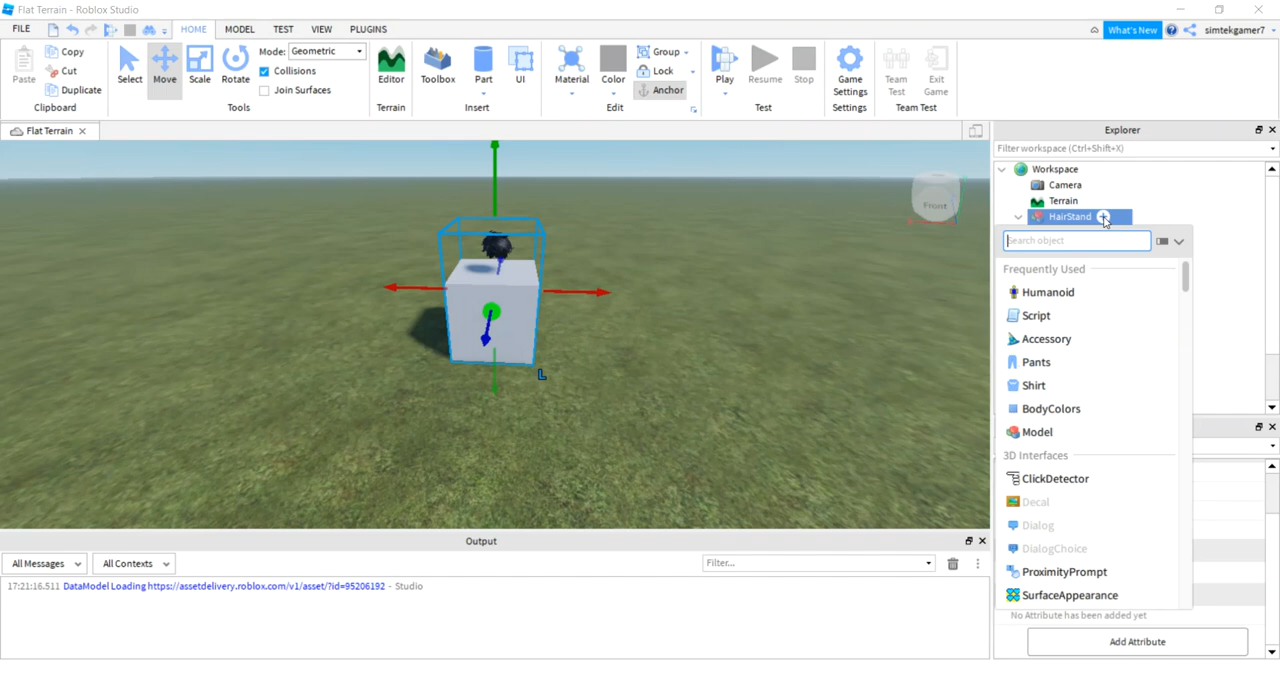 Flat Terrain - Roblox Studio
FILE HOME MODEL TEST VIEW PLUGINS What's New simtekgamer7
Paste Copy Cut Duplicate Clipboard
Select Move Scale Rotate Mode: Geometric Collisions Join Surfaces Tools
Editor Terrain
Toolbox Part UI Insert
Material Color Group Lock Anchor Edit
Play Resume Stop Test
Game Settings Settings
Team Test Exit Game Team Test
Flat Terrain
Front
L
Explorer
Filter workspace (Ctrl+Shift+X)
Workspace
Camera
Terrain
HairStand
Search object
Frequently Used
Humanoid
Script
Accessory
Pants
Shirt
BodyColors
Model
3D Interfaces
ClickDetector
Decal
Dialog
DialogChoice
ProximityPrompt
SurfaceAppearance
No Attribute has been added yet
Add Attribute
Output
All Messages All Contexts Filter...
17:21:16.511 DataModel Loading https://assetdelivery.roblox.com/v1/asset/?id=95206192 - Studio